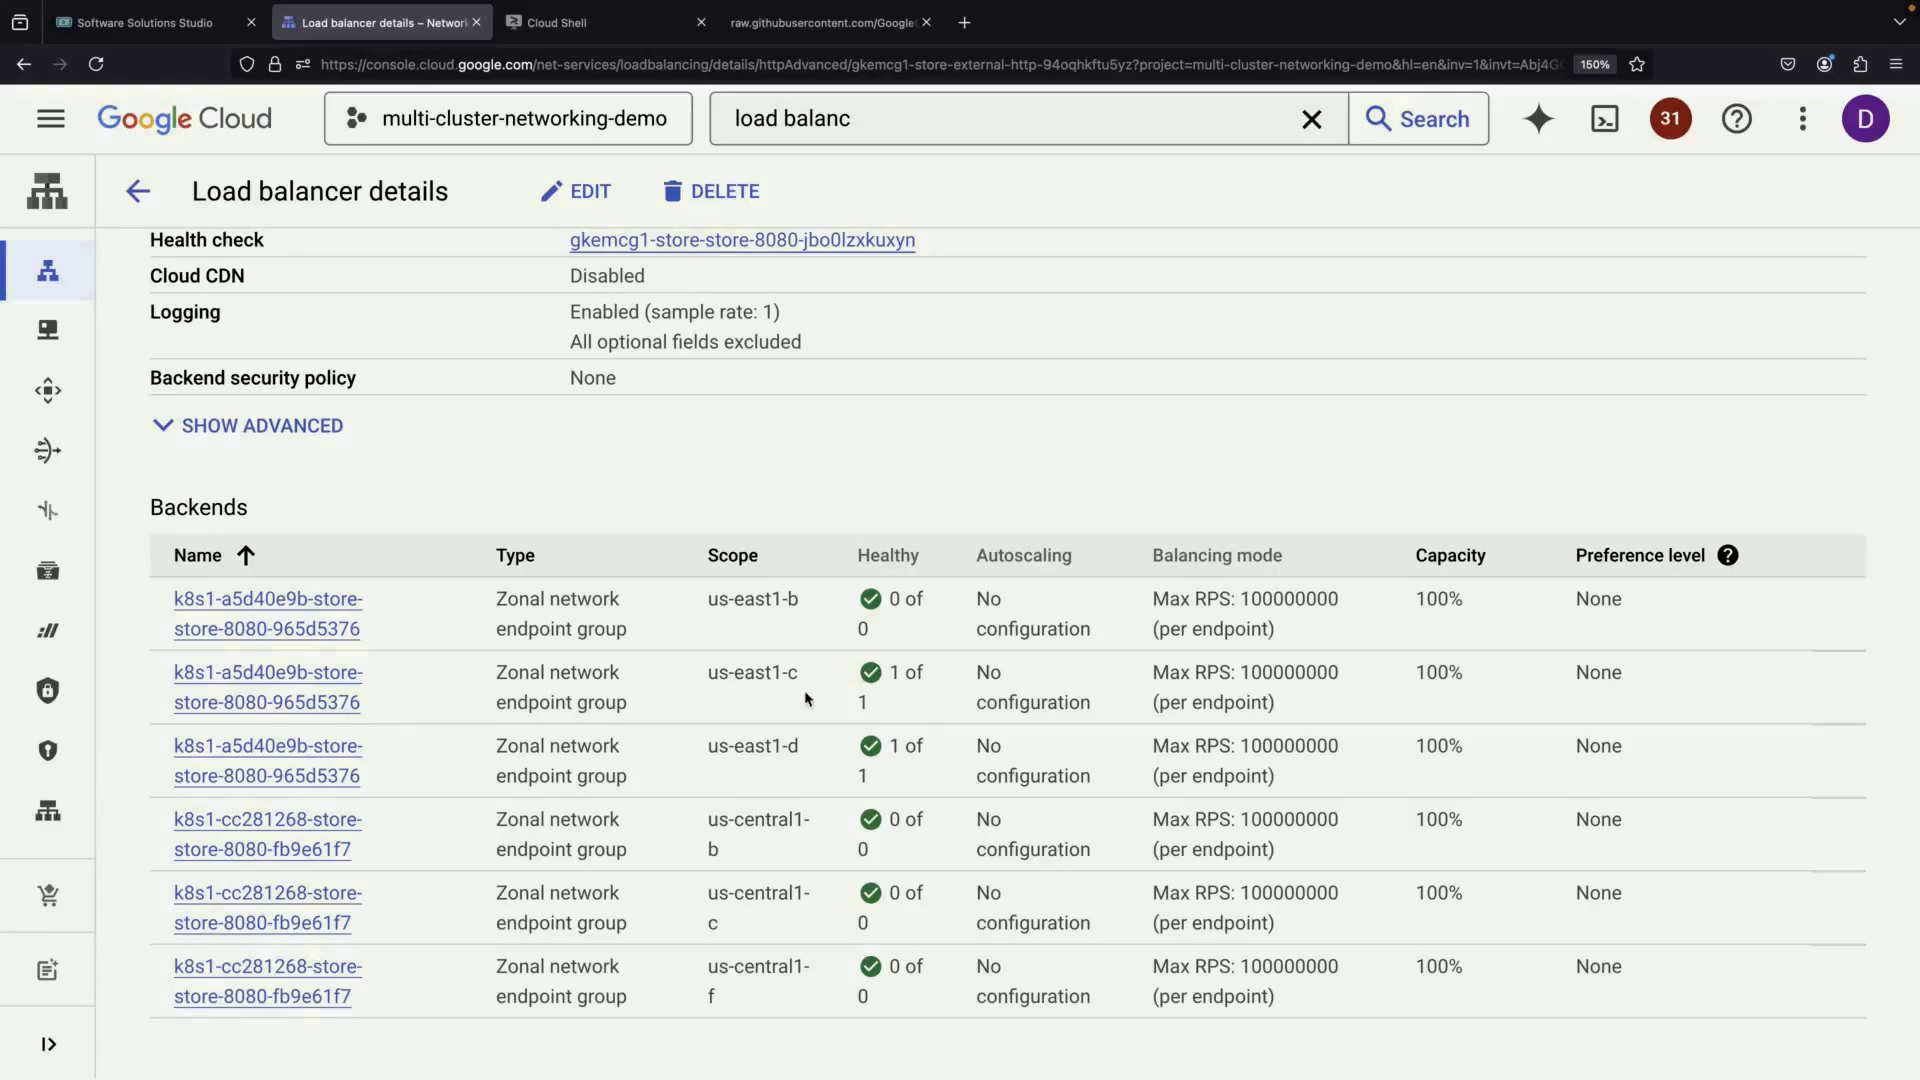 Software Solutions Studio
Load balancer details – Networ
Cloud Shell
raw.githubusercontent.com/Google
https://console.cloud.google.com/net-services/loadbalancing/details/httpAdvanced/gkemcg1-store-external-http-94oqhkftu5yz?project=multi-cluster-networking-demo&hl=en&inv=1&invt=Abj4G
150%
Google Cloud
multi-cluster-networking-demo
load balanc
Search
31
D
Load balancer details
EDIT
DELETE
Health check gkemcg1-store-store-8080-jbo0lzxkuxyn
Cloud CDN Disabled
Logging Enabled (sample rate: 1)
All optional fields excluded
Backend security policy None
SHOW ADVANCED
Backends
Name Type Scope Healthy Autoscaling Balancing mode Capacity Preference level
k8s1-a5d40e9b-store- Zonal network us-east1-b 0 of No Max RPS: 100000000 100% None
store-8080-965d5376 endpoint group 0 configuration (per endpoint)
k8s1-a5d40e9b-store- Zonal network us-east1-c 1 of No Max RPS: 100000000 100% None
store-8080-965d5376 endpoint group 1 configuration (per endpoint)
k8s1-a5d40e9b-store- Zonal network us-east1-d 1 of No Max RPS: 100000000 100% None
store-8080-965d5376 endpoint group 1 configuration (per endpoint)
k8s1-cc281268-store- Zonal network us-central1- 0 of No Max RPS: 100000000 100% None
store-8080-fb9e61f7 endpoint group b 0 configuration (per endpoint)
k8s1-cc281268-store- Zonal network us-central1- 0 of No Max RPS: 100000000 100% None
store-8080-fb9e61f7 endpoint group c 0 configuration (per endpoint)
k8s1-cc281268-store- Zonal network us-central1- 0 of No Max RPS: 100000000 100% None
store-8080-fb9e61f7 endpoint group f 0 configuration (per endpoint)